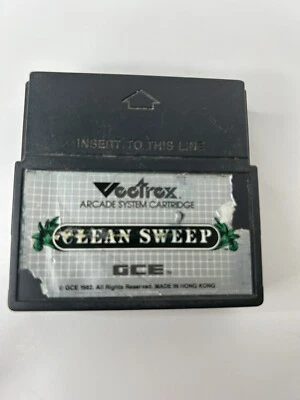 INSERT TO THIS LINE
Vectrex
ARCADE SYSTEM CARTRIDGE
CLEAN SWEEP
GCE™
© GCE 1982. All Rights Reserved. MADE IN HONG KONG